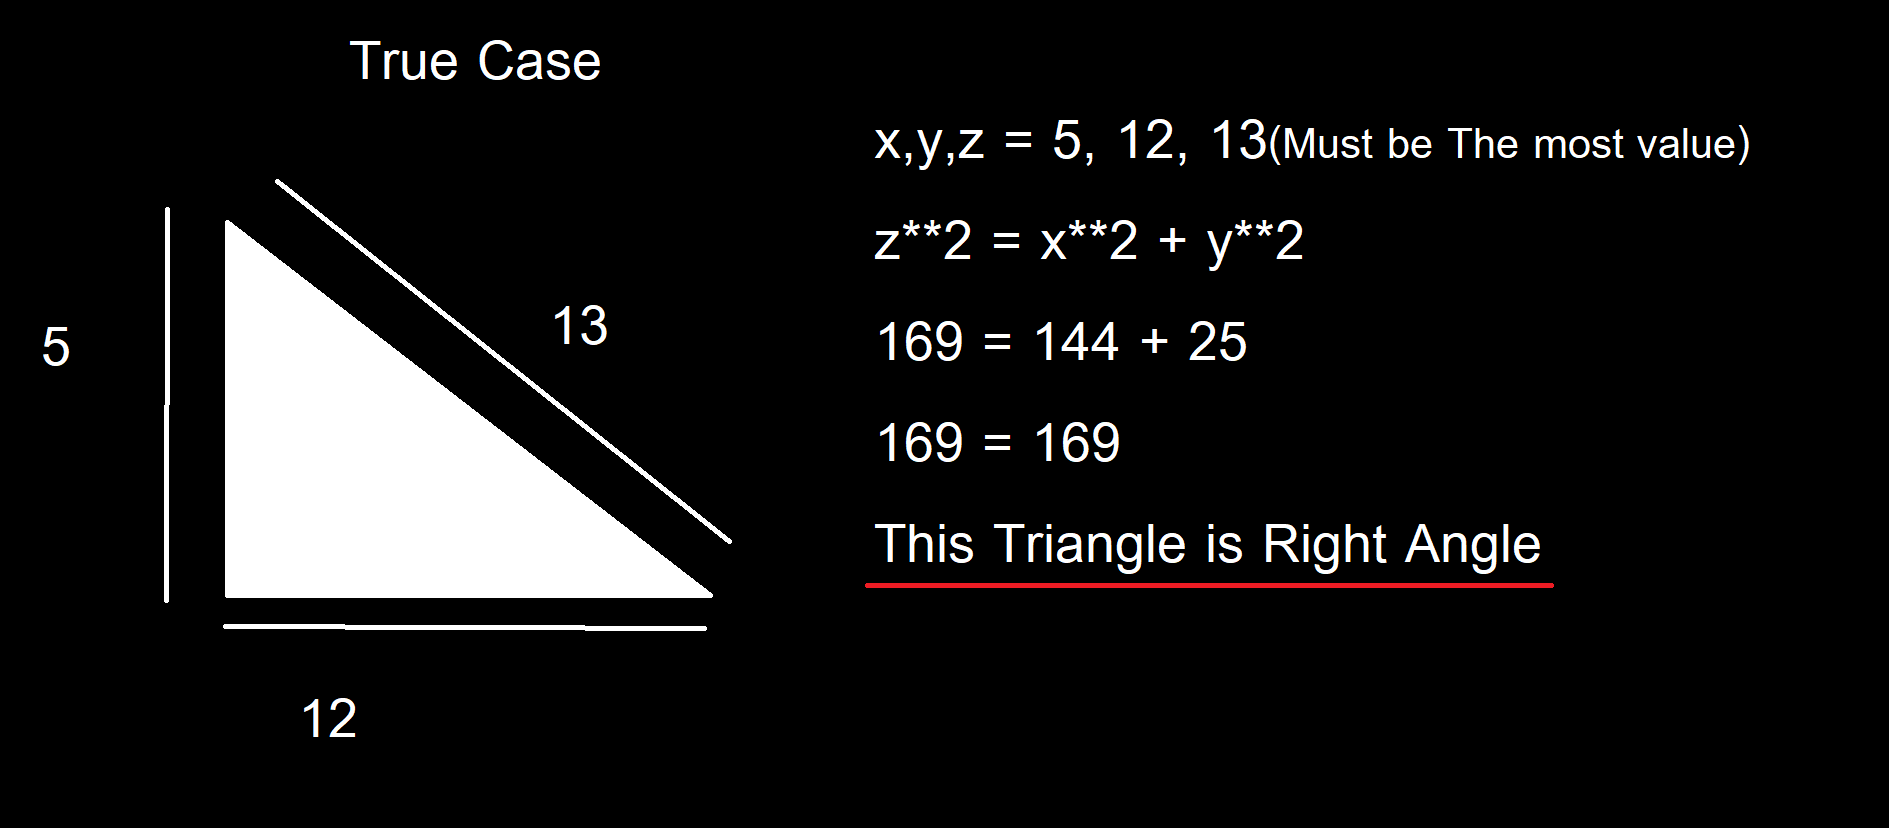 True Case
x,y,z = 5, 12, 13(Must be The most value)
z**2 = x**2 + y**2
13
5
169 = 144 + 25
169 = 169
This Triangle is Right Angle
12